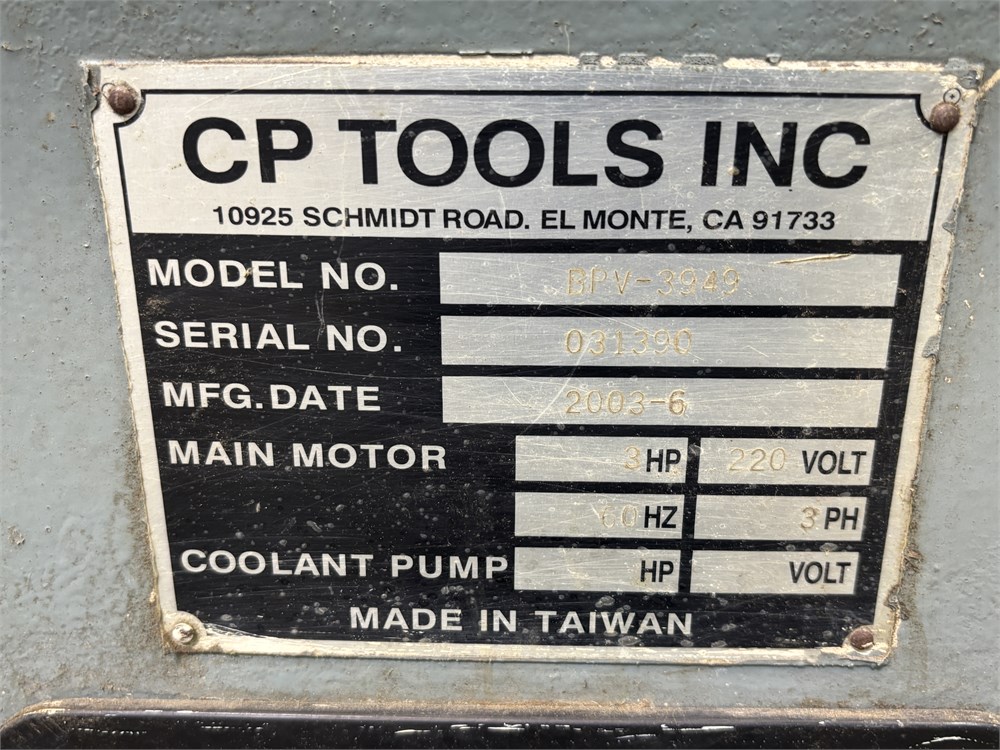 CP TOOLS INC
10925 SCHMIDT ROAD. EL MONTE, CA 91733
MODEL NO. BPV-3949
SERIAL NO. 031390
MFG. DATE 2003-6
MAIN MOTOR 3 HP 220 VOLT
60 HZ 3 PH
COOLANT PUMP HP VOLT
MADE IN TAIWAN